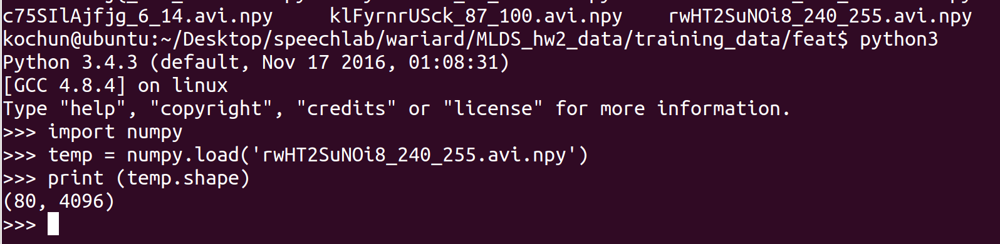 c75SIlAjfjg_6_14.avi.npy klFyrnrUSck_87_100.avi.npy rwHT2SuNOi8_240_255.avi.npy
kochun@ubuntu:~/Desktop/speechlab/wariard/MLDS_hw2_data/training_data/feat$ python3
Python 3.4.3 (default, Nov 17 2016, 01:08:31)
[GCC 4.8.4] on linux
Type "help", "copyright", "credits" or "license" for more information.
>>> import numpy
>>> temp = numpy.load('rwHT2SuNOi8_240_255.avi.npy')
>>> print (temp.shape)
(80, 4096)
>>>